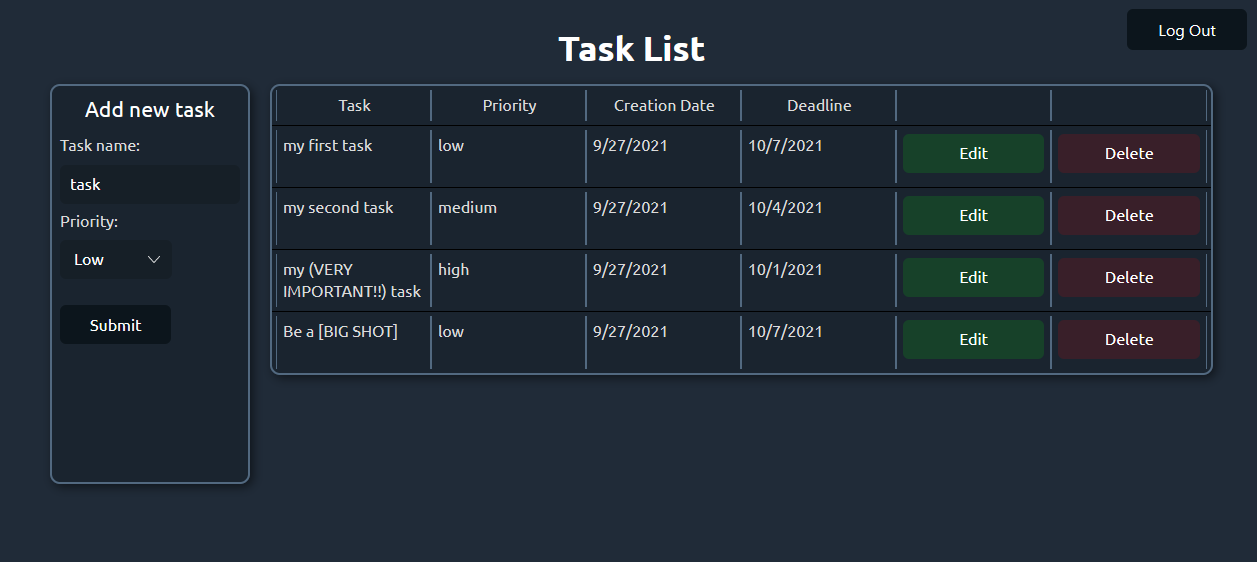 Log Out
Task List
Add new task
Task name:
task
Priority:
Low
Submit
Task Priority Creation Date Deadline
my first task low 9/27/2021 10/7/2021 Edit Delete
my second task medium 9/27/2021 10/4/2021 Edit Delete
my (VERY high 9/27/2021 10/1/2021 Edit Delete
IMPORTANT!!) task
Be a [BIG SHOT] low 9/27/2021 10/7/2021 Edit Delete